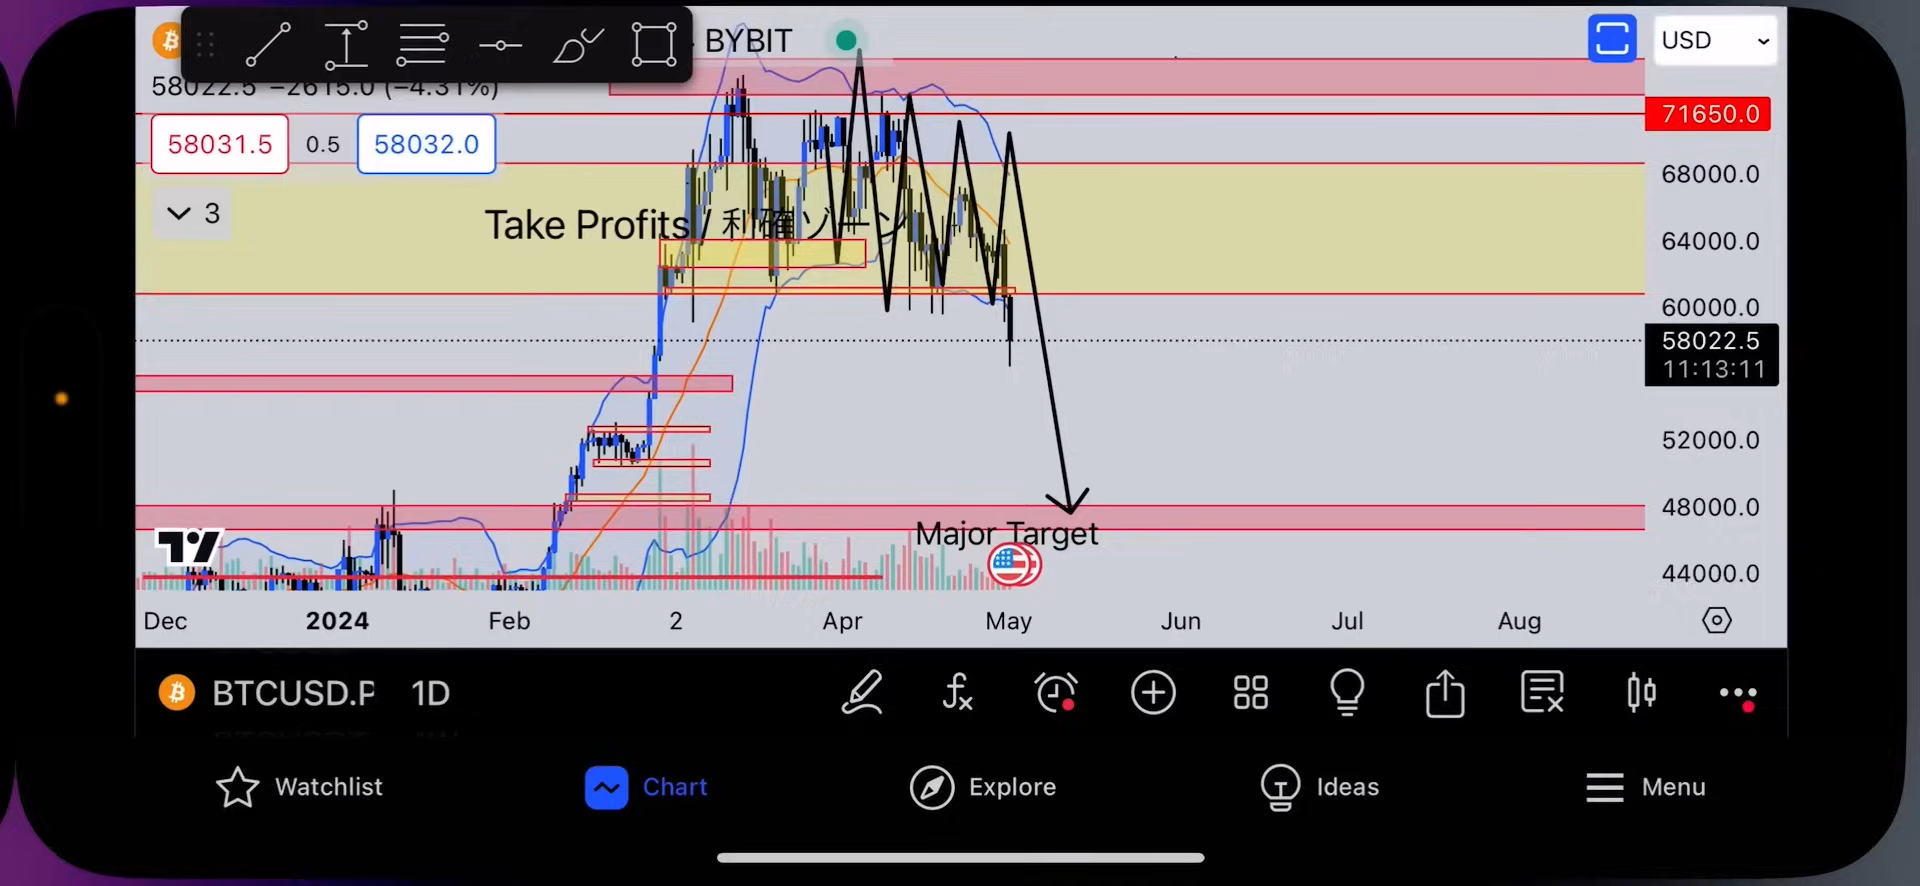 BYBIT
USD
58022.5 −2615.0 (−4.31%)
71650.0
58031.5 0.5 58032.0
68000.0
3
Take Profits / 利確ゾーン
64000.0
60000.0
58022.5
11:13:11
52000.0
48000.0
Major Target
44000.0
Dec 2024 Feb 2 Apr May Jun Jul Aug
BTCUSD.P 1D
Watchlist Chart Explore Ideas Menu